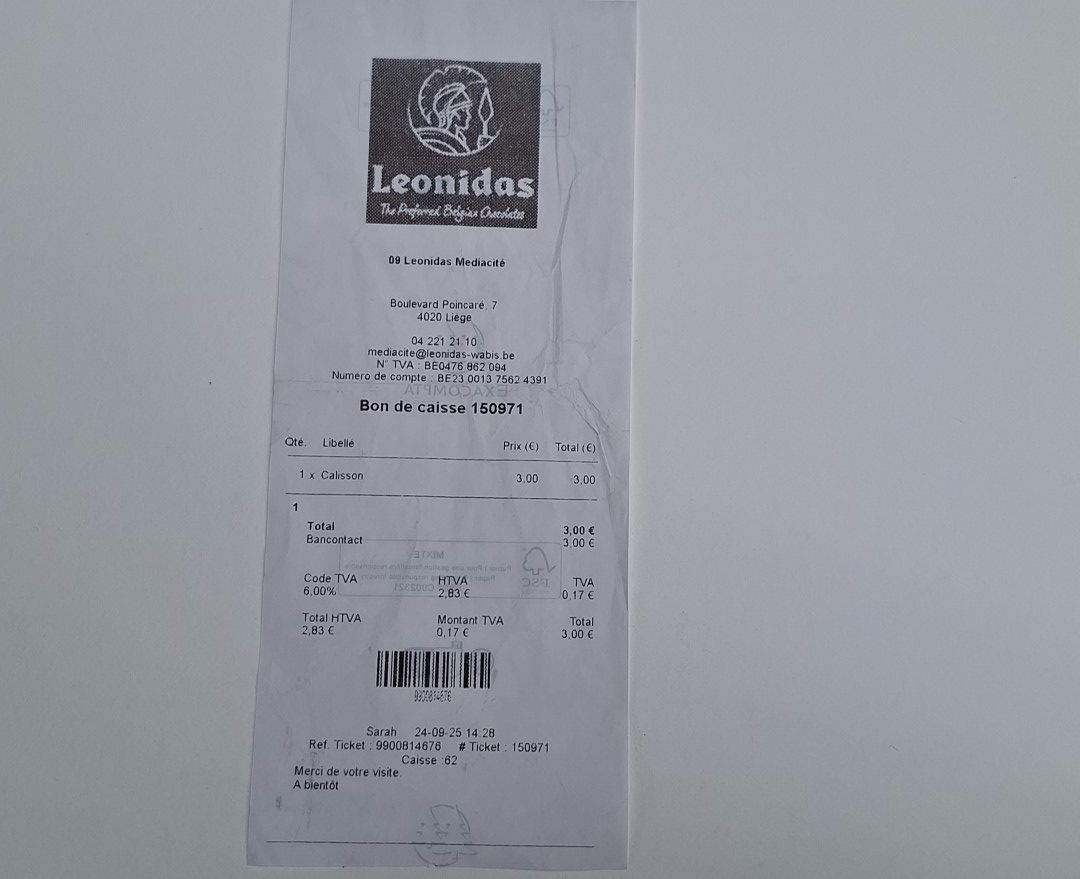 Leonidas
The Preferred Belgian Chocolates
09 Leonidas Mediacité
Boulevard Poincaré, 7
4020 Liège
04 221 21 10
mediacite@leonidas-wabis.be
N° TVA : BE0476 862 094
Numéro de compte : BE23 0013 7562 4391
EXACOMPTA
Bon de caisse 150971
Qté. Libellé Prix (€) Total (€)
1 x Calisson 3,00 3,00
1
Total 3,00 €
Bancontact 3,00 €
MIXTE
FSC
Code TVA HTVA TVA
6,00% 2,83 € 0,17 €
Total HTVA Montant TVA Total
2,83 € 0,17 € 3,00 €
Sarah 24-09-25 14:28
Ref. Ticket : 9900814676 # Ticket : 150971
Caisse :62
Merci de votre visite.
A bientôt